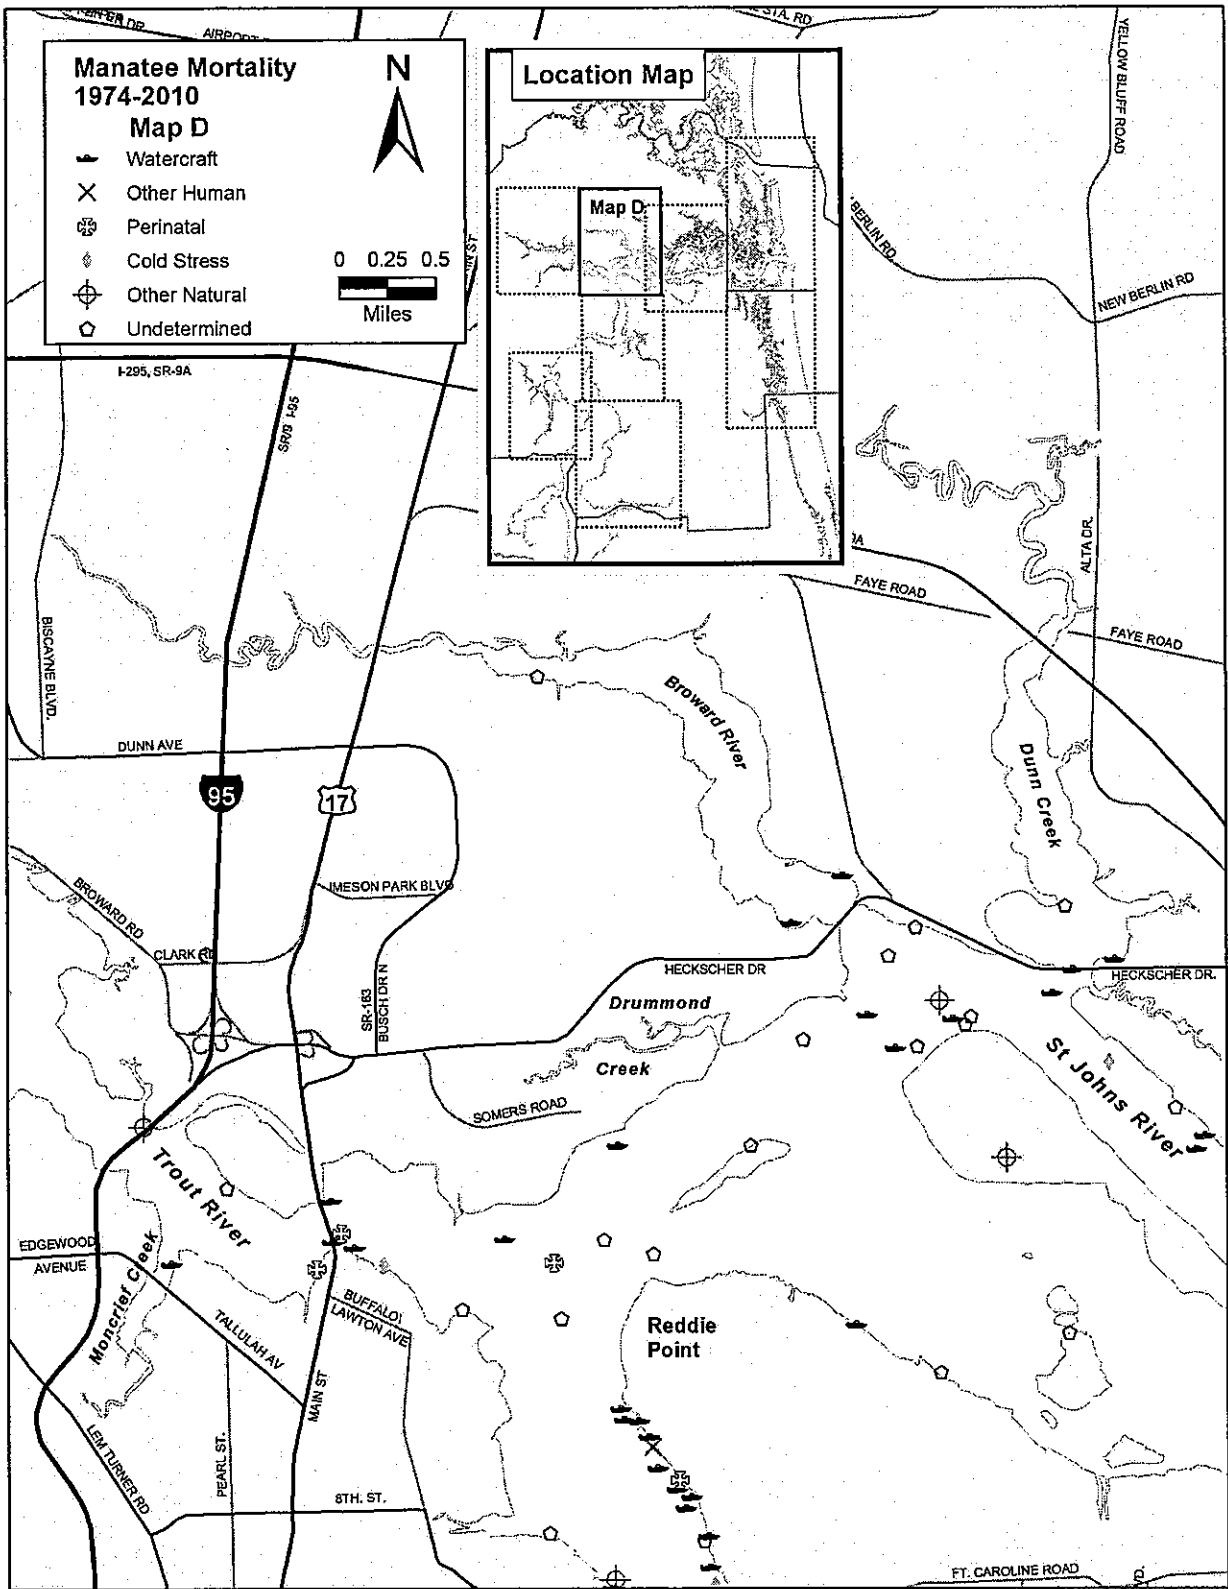 AIRPORT
STA. RD
YELLOW BLUFF ROAD
Manatee Mortality
1974-2010
Map D
Watercraft
Other Human
Perinatal
Cold Stress
Other Natural
Undetermined
N
0 0.25 0.5
Miles
Location Map
Map D
BERLIN RD.
NEW BERLIN RD
ST
I-295, SR-9A
SR/9 I-95
ALTA DR.
FAYE ROAD
FAYE ROAD
BISCAYNE BLVD.
Broward River
DUNN AVE
Dunn Creek
95
17
IMESON PARK BLVD
BROWARD RD
CLARK RD
HECKSCHER DR
HECKSCHER DR.
SR-163
BUSCH DR N
Drummond
Creek
SOMERS ROAD
St Johns River
Trout River
EDGEWOOD
AVENUE
Moncrief Creek
BUFFALO
LAWTON AVE
TALLULAH AV
Reddie
Point
MAIN ST
LEM TURNER RD
PEARL ST.
8TH. ST.
FT. CAROLINE ROAD